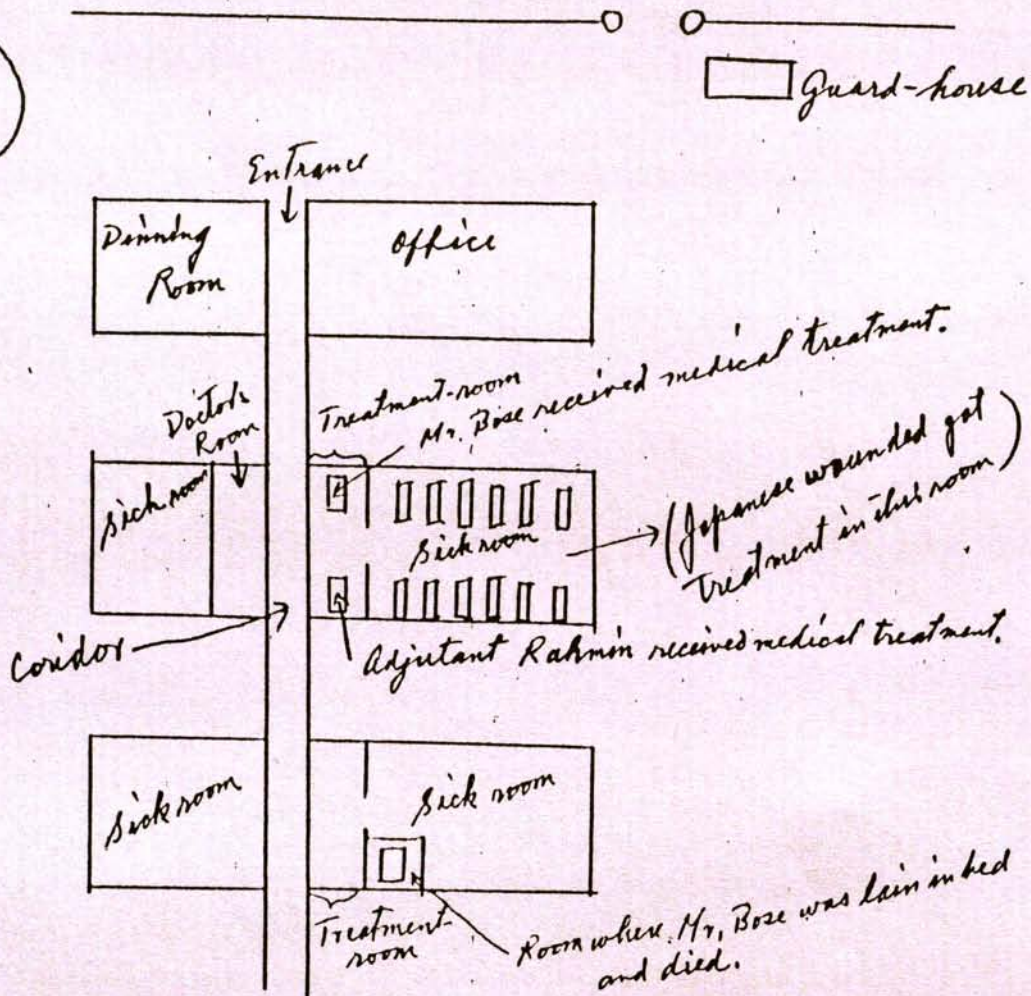 Guard-house
Entrance
Dinning
Room
Office
Treatment-room
Mr. Bose received medical treatment.
Doctor's
Room
Sick room
Sick room
(Japanese wounded got
treatment in this room)
Coridor
Adjutant Rahmin received medical treatment.
Sick room
Sick room
Treatment-
room
Room where, Mr, Bose was lain in bed
and died.